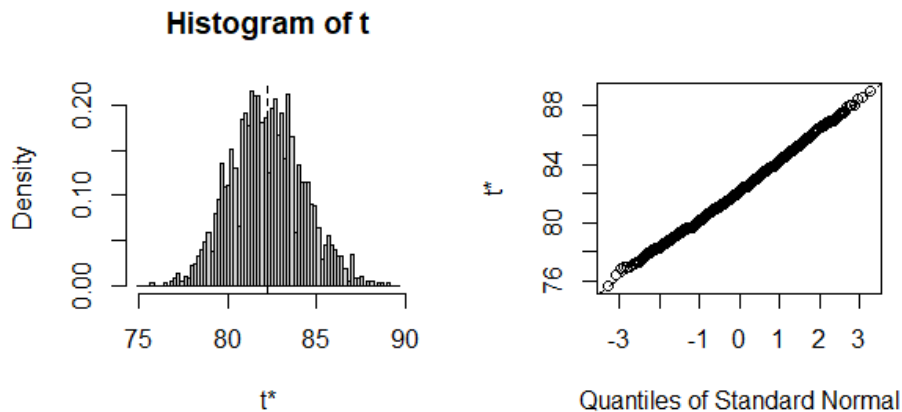 Histogram of t
Density
0.00 0.10 0.20
75 80 85 90
t*
t*
76 80 84 88
-3 -1 0 1 2 3
Quantiles of Standard Normal